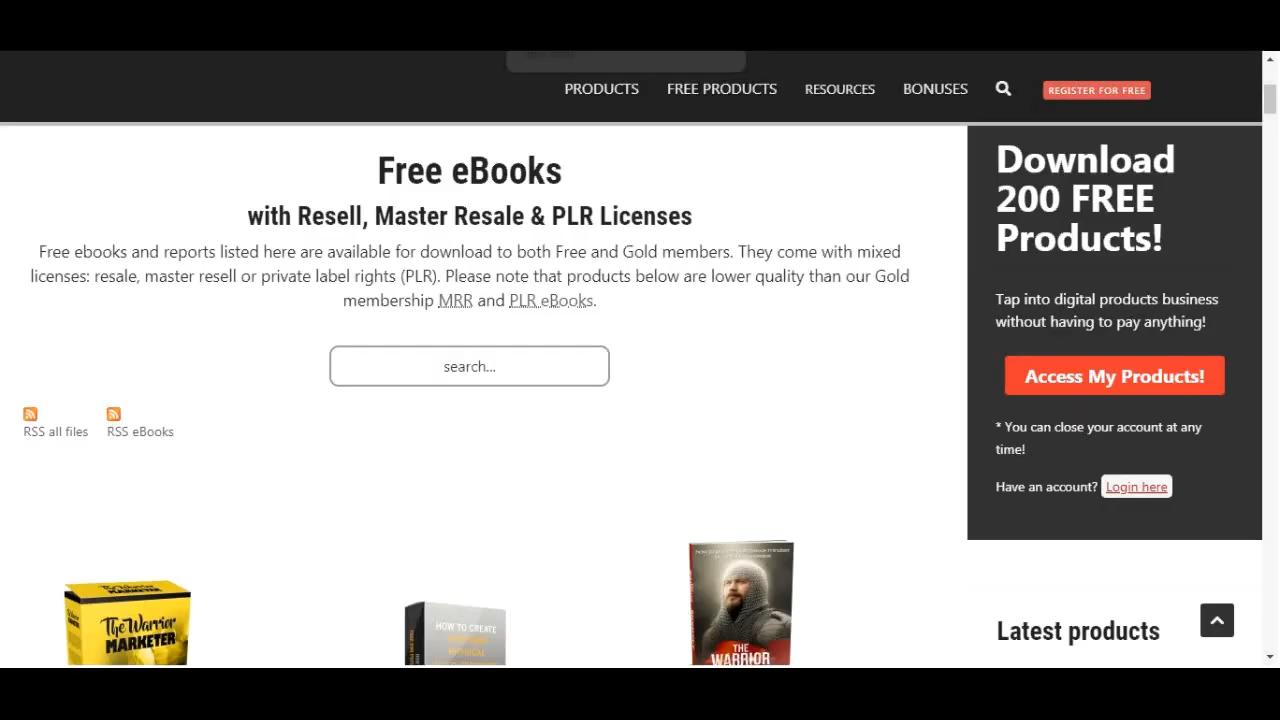 PRODUCTS FREE PRODUCTS RESOURCES BONUSES REGISTER FOR FREE
Free eBooks
with Resell, Master Resale & PLR Licenses
Free ebooks and reports listed here are available for download to both Free and Gold members. They come with mixed
licenses: resale, master resell or private label rights (PLR). Please note that products below are lower quality than our Gold
membership MRR and PLR eBooks.
search...
RSS all files RSS eBooks
The Warrior
MARKETER
The Warrior
MARKETER
HOW TO CREATE
THE
WARRIOR
Download
200 FREE
Products!
Tap into digital products business
without having to pay anything!
Access My Products!
* You can close your account at any
time!
Have an account? Login here
Latest products